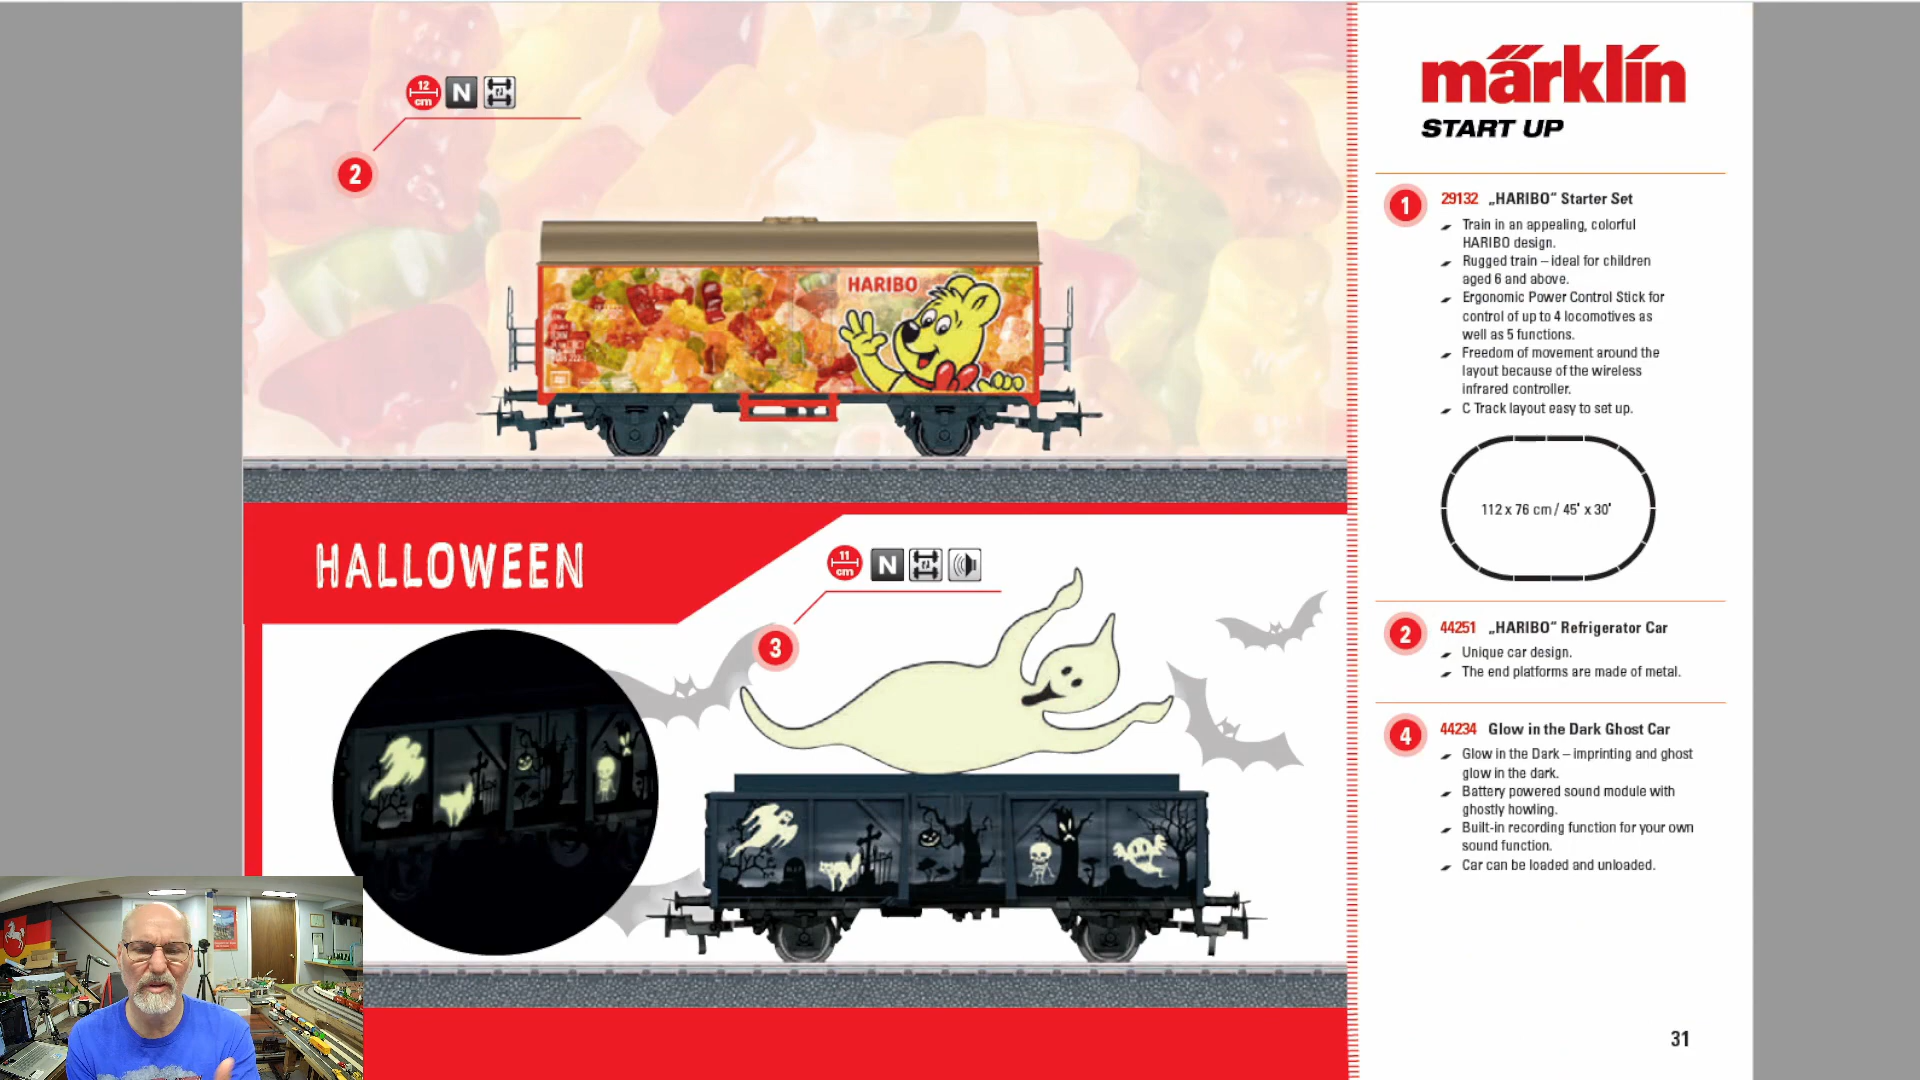 12
cm
N
2
HARIBO
HALLOWEEN
11
cm
N
3
märklin
START UP
1
29132 „HARIBO“ Starter Set
Train in an appealing, colorful
HARIBO design.
Rugged train – ideal for children
aged 6 and above.
Ergonomic Power Control Stick for
control of up to 4 locomotives as
well as 5 functions.
Freedom of movement around the
layout because of the wireless
infrared controller.
C Track layout easy to set up.
112 x 76 cm / 45" x 30"
2
44251 „HARIBO“ Refrigerator Car
Unique car design.
The end platforms are made of metal.
4
44234 Glow in the Dark Ghost Car
Glow in the Dark – imprinting and ghost
glow in the dark.
Battery powered sound module with
ghostly howling.
Built-in recording function for your own
sound function.
Car can be loaded and unloaded.
31